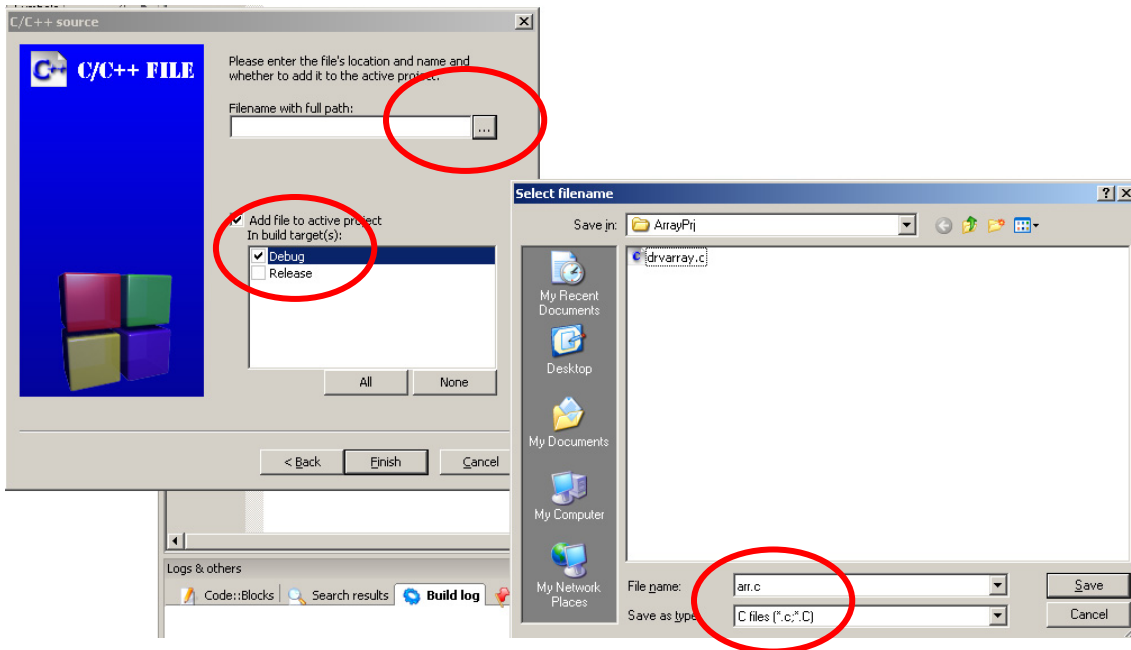 C/C++ source
C++ C/C++ FILE
Please enter the file's location and name and
whether to add it to the active project.
Filename with full path:
...
Add file to active project
In build target(s):
Debug
Release
All None
< Back Finish Cancel
Select filename
Save in: ArrayPrj
drvarray.c
My Recent
Documents
Desktop
My Documents
My Computer
My Network
Places
File name: arr.c Save
Save as type C files (*.c;*.C) Cancel
Logs & others
Code::Blocks Search results Build log